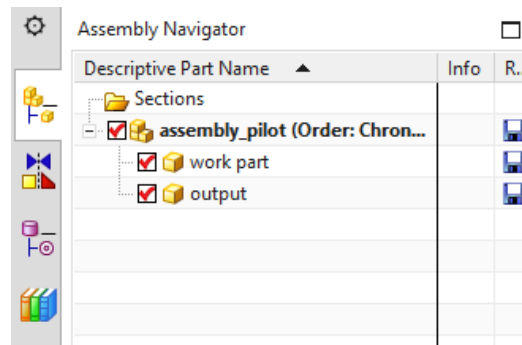 Assembly Navigator
Descriptive Part Name Info R..
Sections
assembly_pilot (Order: Chron...
work part
output